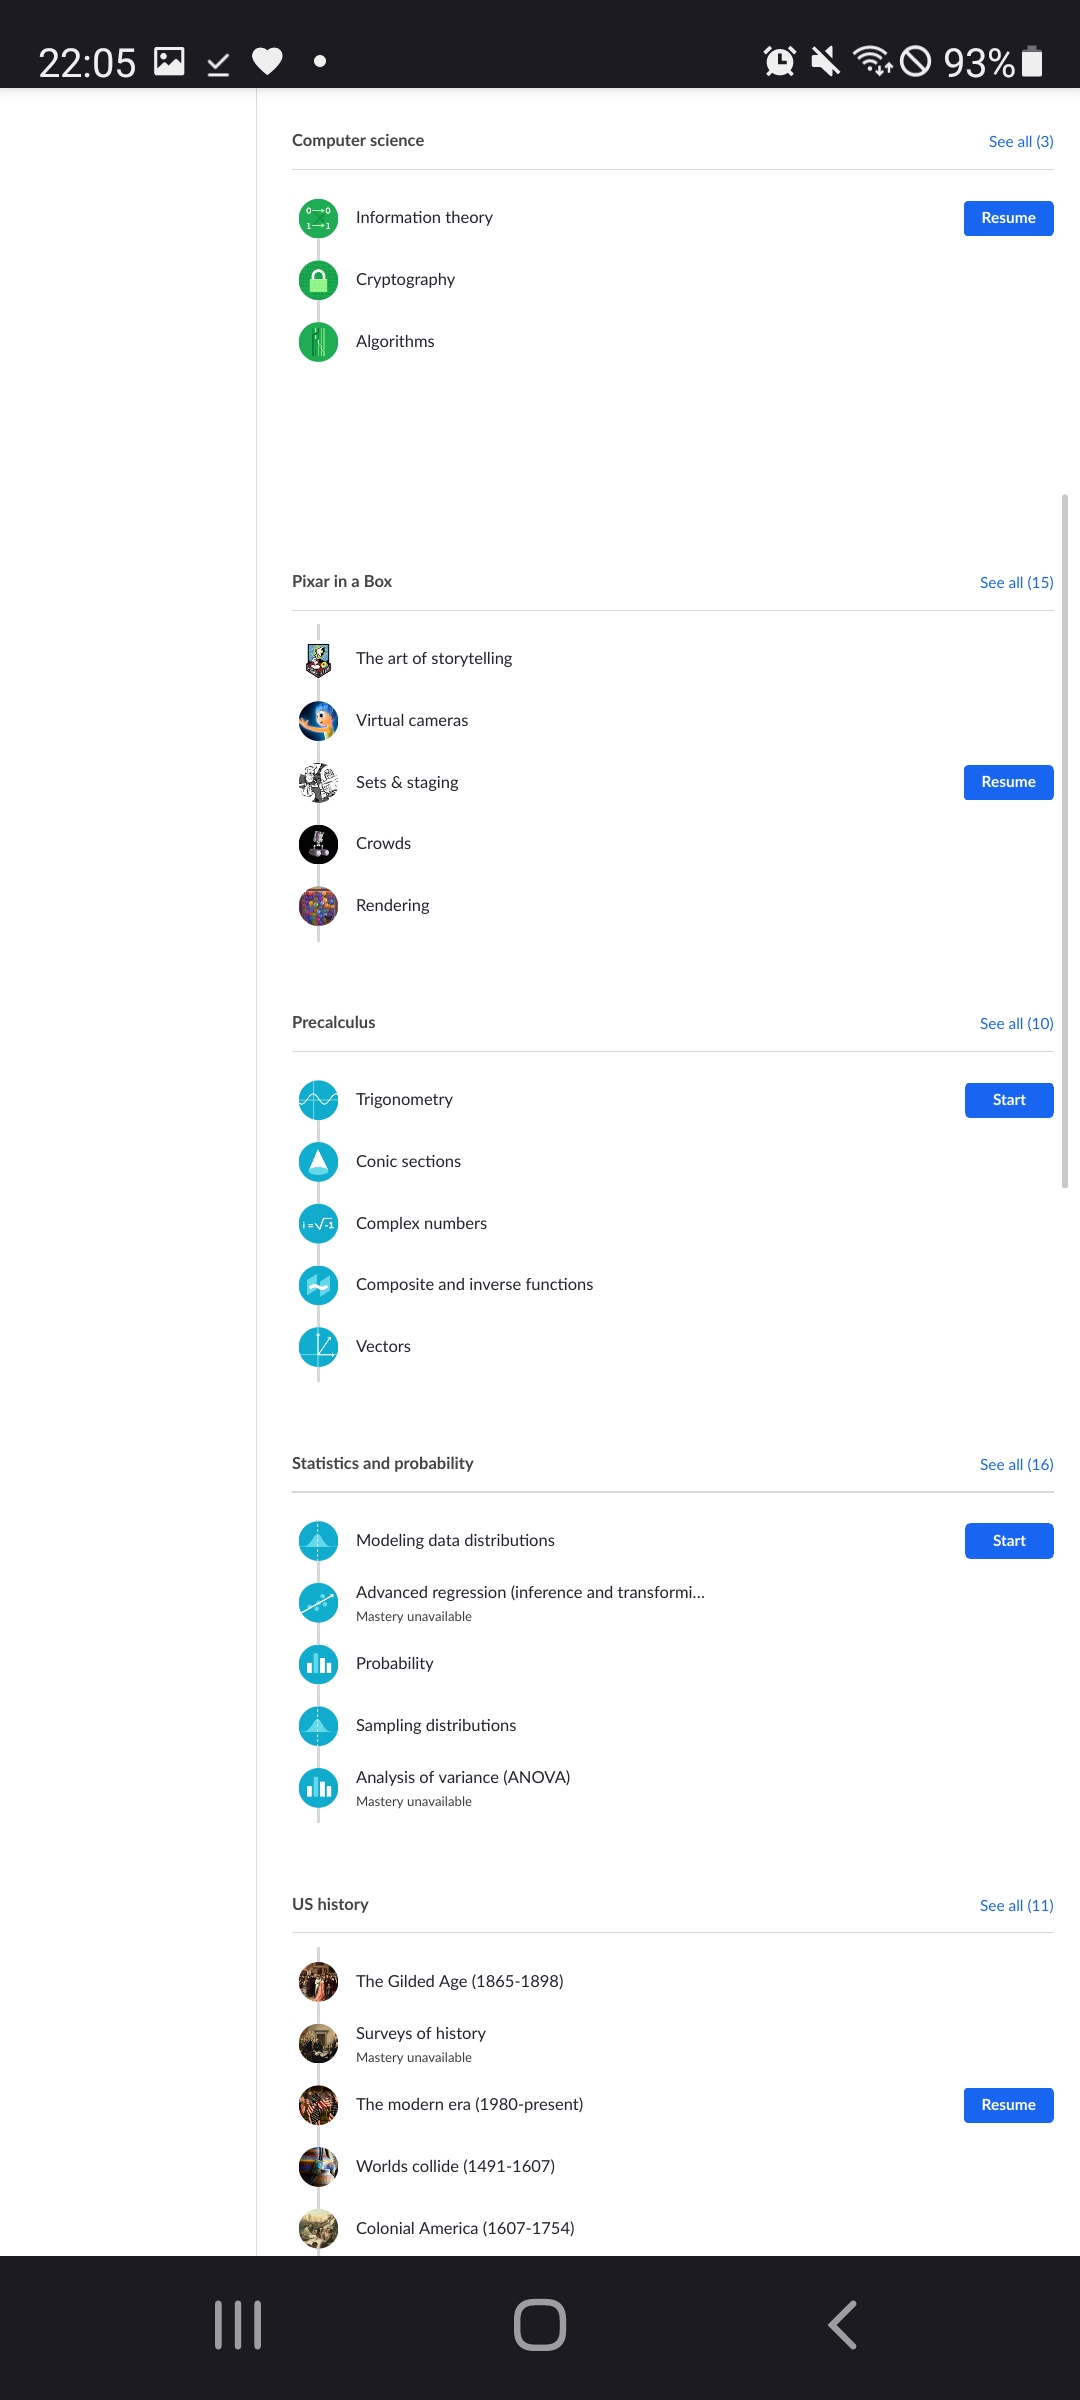 22:05
93%
Computer science
See all (3)
0→0
1→1
Information theory
Resume
Cryptography
Algorithms
Pixar in a Box
See all (15)
The art of storytelling
Virtual cameras
Sets & staging
Resume
Crowds
Rendering
Precalculus
See all (10)
Trigonometry
Start
Conic sections
i=√-1
Complex numbers
Composite and inverse functions
Vectors
Statistics and probability
See all (16)
Modeling data distributions
Start
Advanced regression (inference and transformi...
Mastery unavailable
Probability
Sampling distributions
Analysis of variance (ANOVA)
Mastery unavailable
US history
See all (11)
The Gilded Age (1865-1898)
Surveys of history
Mastery unavailable
The modern era (1980-present)
Resume
Worlds collide (1491-1607)
Colonial America (1607-1754)